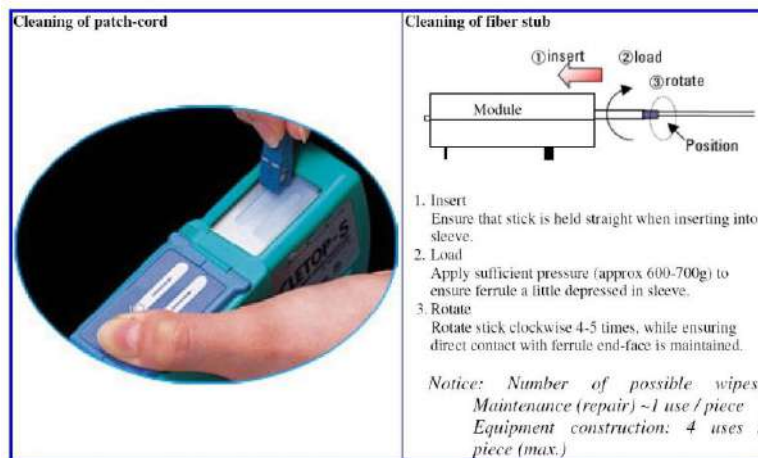 Cleaning of patch-cord
LETOP-S
Cleaning of fiber stub
①insert
②load
③rotate
Module
Position
1. Insert
Ensure that stick is held straight when inserting into
sleeve.
2. Load
Apply sufficient pressure (approx 600-700g) to
ensure ferrule a little depressed in sleeve.
3. Rotate
Rotate stick clockwise 4-5 times, while ensuring
direct contact with ferrule end-face is maintained.
Notice: Number of possible wipes
Maintenance (repair) ~1 use / piece
Equipment construction: 4 uses
piece (max.)